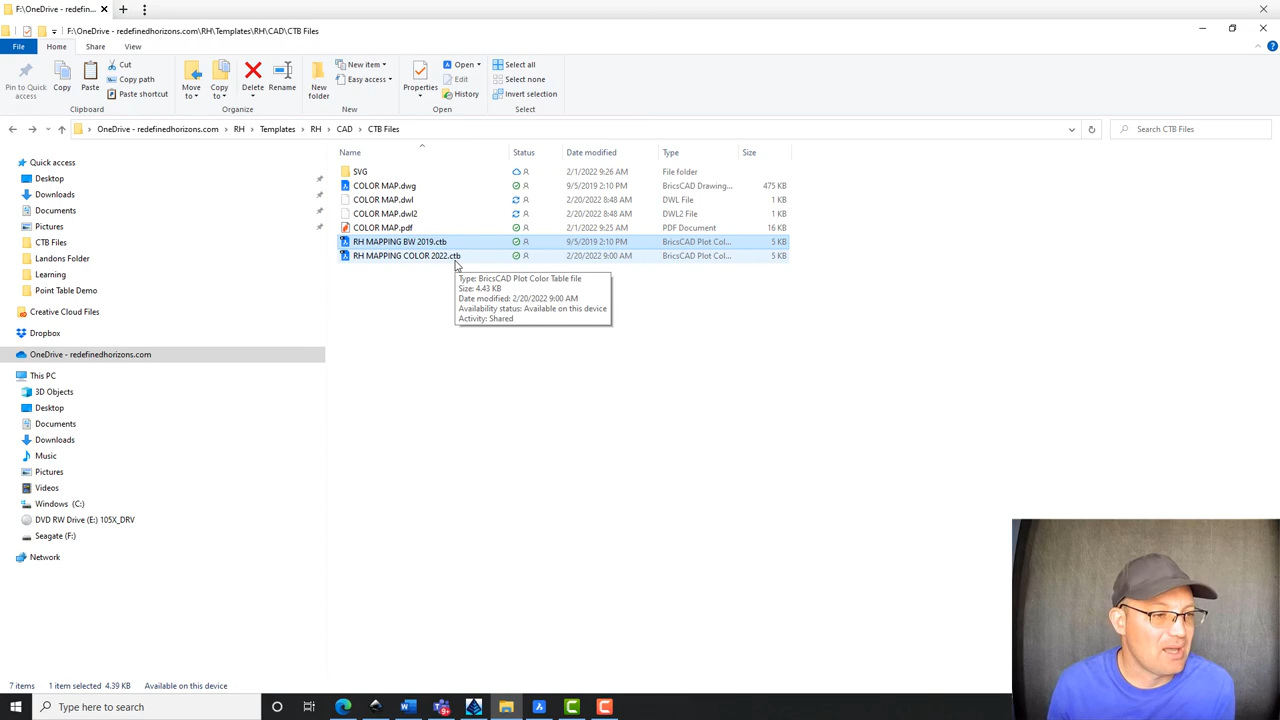 F:\OneDrive - redefin...
F:\OneDrive - redefinedhorizons.com\RH\Templates\RH\CAD\CTB Files
File Home Share View
Pin to Quick access
Copy
Paste
Cut
Copy path
Paste shortcut
Clipboard
Move to
Copy to
Delete
Rename
Organize
New folder
New item
Easy access
New
Properties
Open
Edit
History
Open
Select all
Select none
Invert selection
Select
OneDrive - redefinedhorizons.com RH Templates RH CAD CTB Files
Search CTB Files
Quick access
Desktop
Downloads
Documents
Pictures
CTB Files
Landons Folder
Learning
Point Table Demo
Creative Cloud Files
Dropbox
OneDrive - redefinedhorizons.com
This PC
3D Objects
Desktop
Documents
Downloads
Music
Pictures
Videos
Windows (C:)
DVD RW Drive (E:) 105X_DRV
Seagate (F:)
Network
Name Status Date modified Type Size
SVG 2/1/2022 9:26 AM File folder
COLOR MAP.dwg 9/5/2019 2:10 PM BricsCAD Drawing... 475 KB
COLOR MAP.dwl 2/20/2022 8:48 AM DWL File 1 KB
COLOR MAP.dwl2 2/20/2022 8:48 AM DWL2 File 1 KB
COLOR MAP.pdf 2/1/2022 9:25 AM PDF Document 16 KB
RH MAPPING BW 2019.ctb 9/5/2019 2:10 PM BricsCAD Plot Col... 5 KB
RH MAPPING COLOR 2022.ctb 2/20/2022 9:00 AM BricsCAD Plot Col... 5 KB
Type: BricsCAD Plot Color Table file
Size: 4.43 KB
Date modified: 2/20/2022 9:00 AM
Availability status: Available on this device
Activity: Shared
7 items 1 item selected 4.39 KB Available on this device
Type here to search